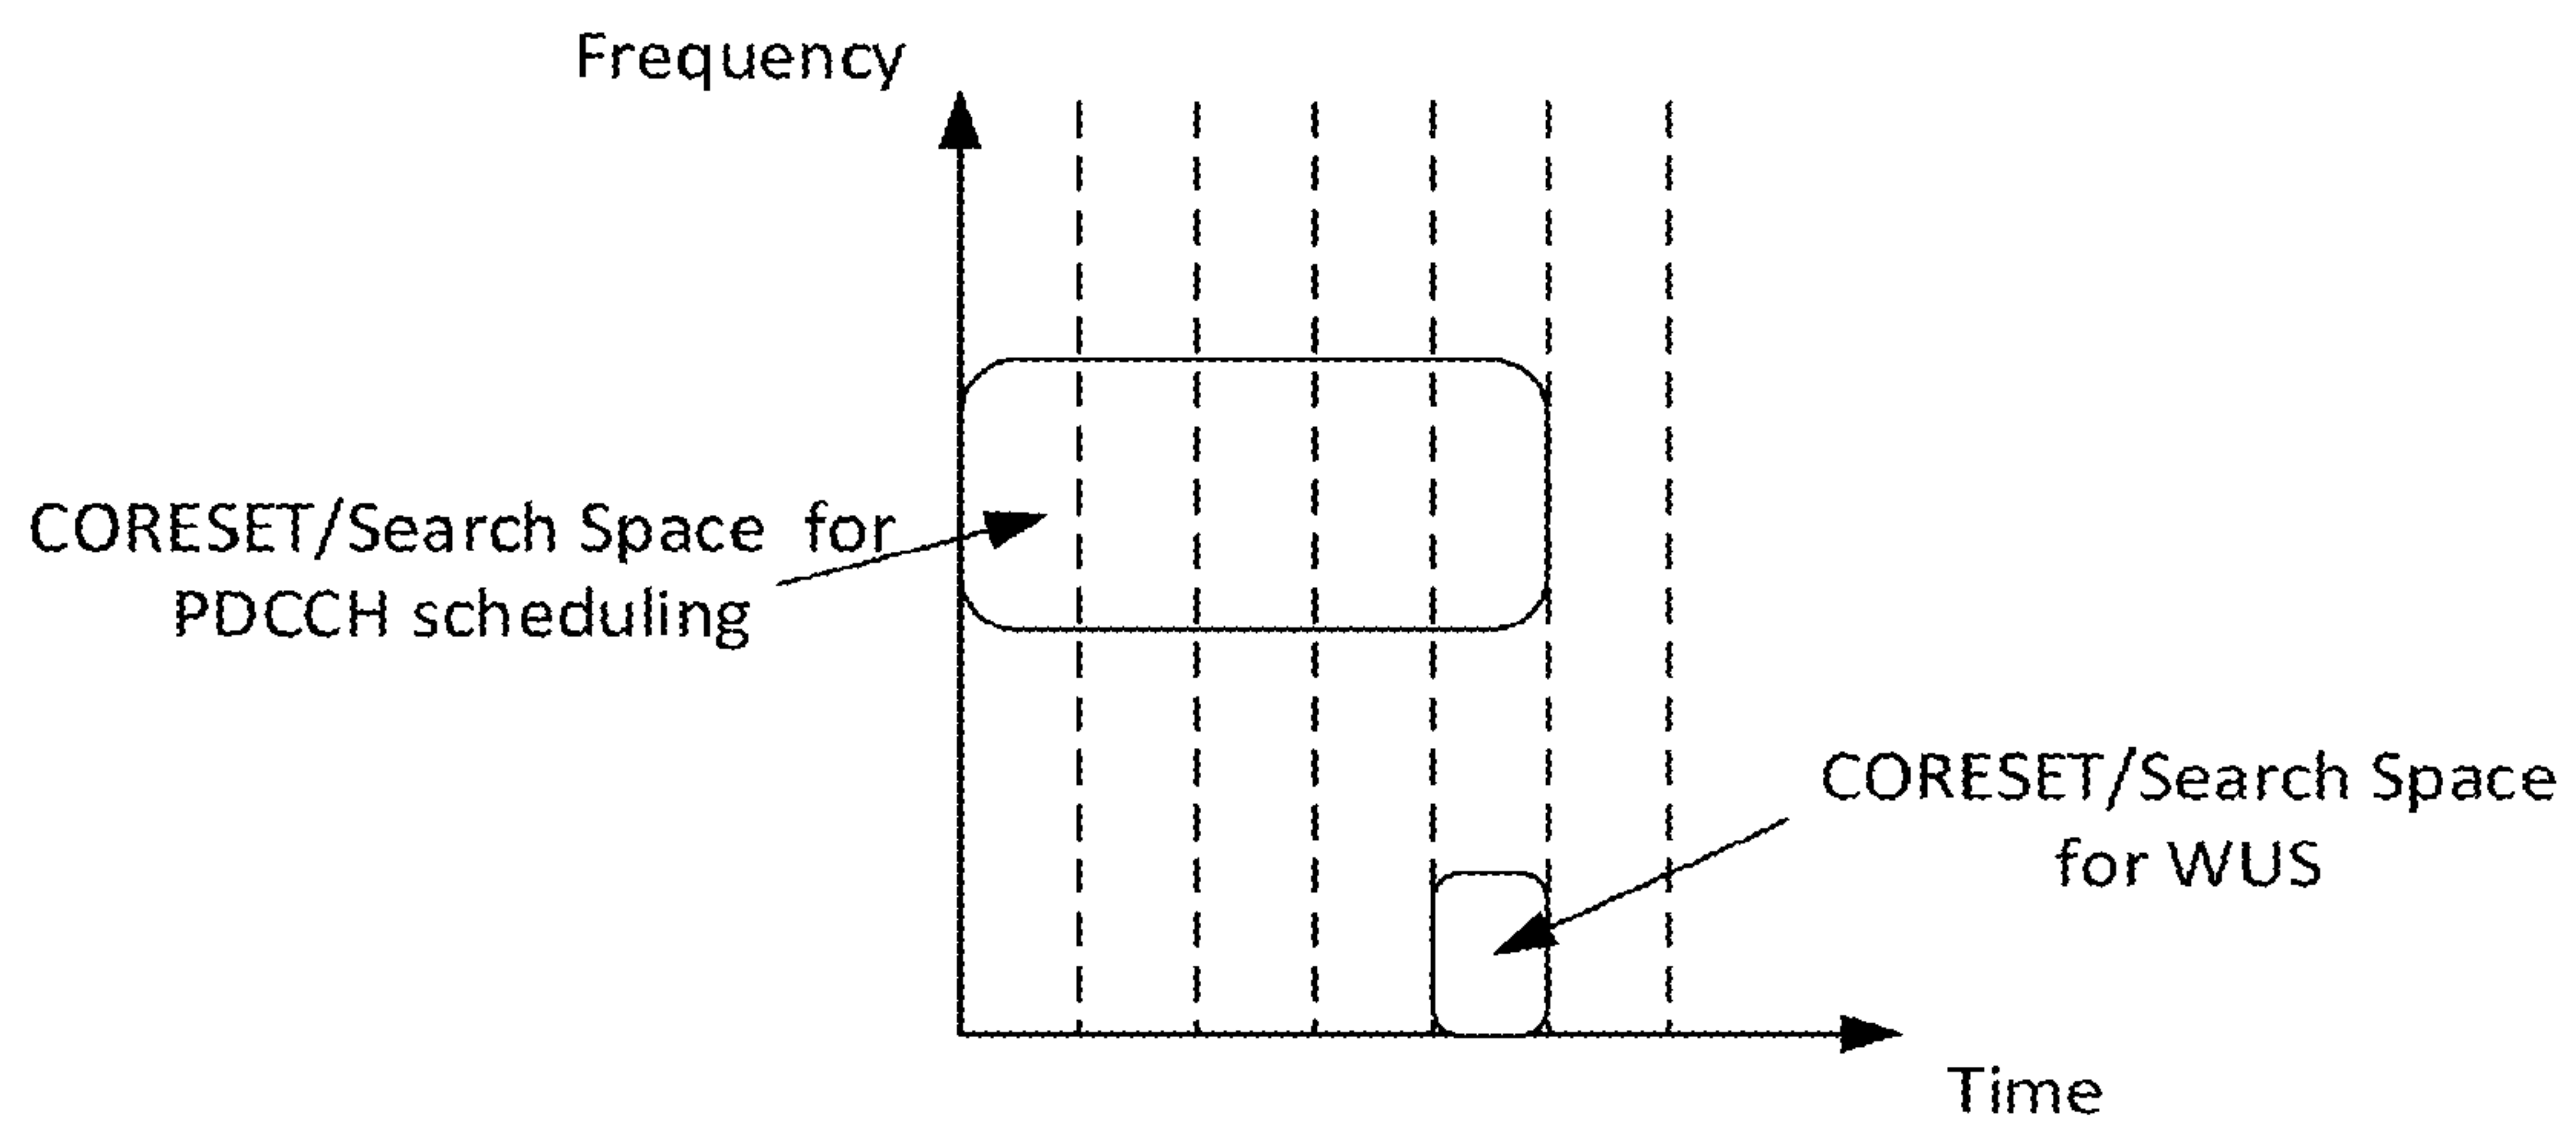 Frequency
CORESET/Search Space for
PDCCH scheduling
CORESET/Search Space
for WUS
Time